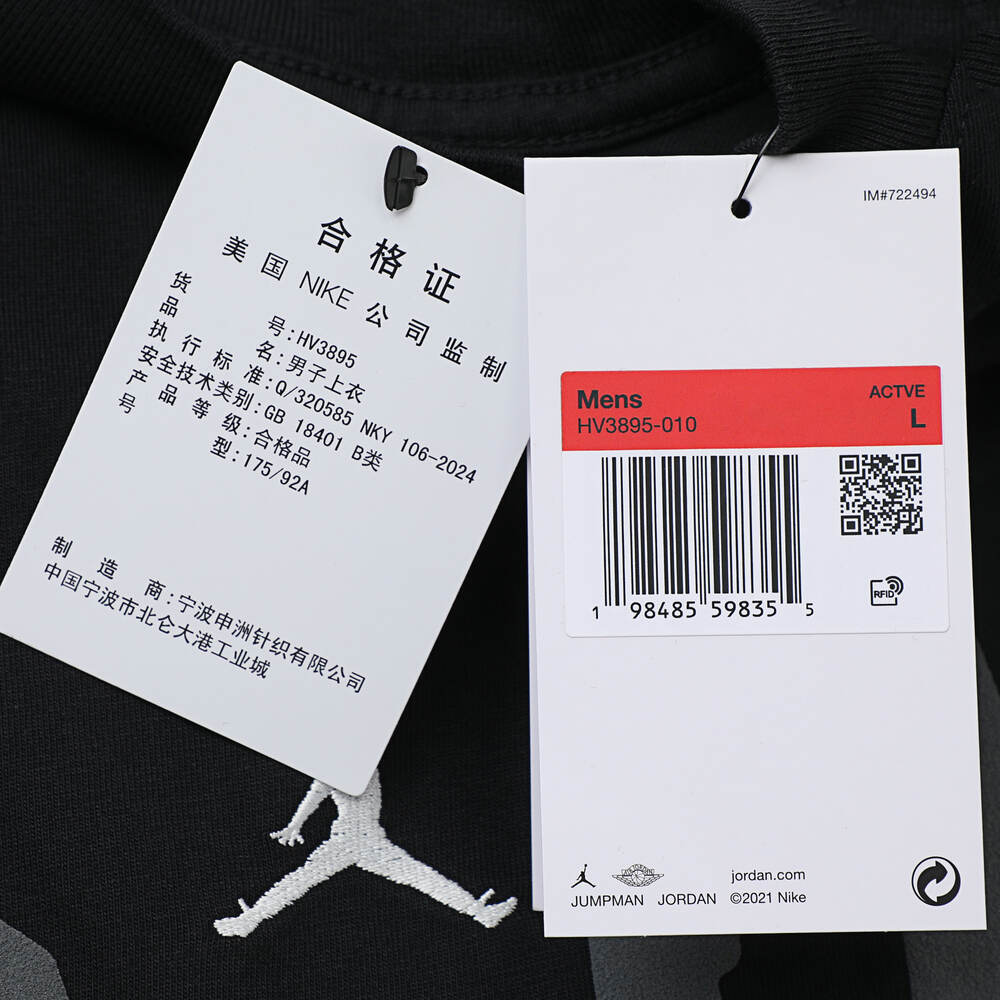 合格证
美国NIKE公司监制
货号:HV3895
品名:男子上衣
执行标准:Q/320585 NKY 106-2024
安全技术类别:GB 18401 B类
产品等级:合格品
号型:175/92A
制造商:宁波申洲针织有限公司
中国宁波市北仑大港工业城
IM#722494
Mens
ACTVE
HV3895-010
L
1 98485 59835 5
RFID
jordan.com
JUMPMAN JORDAN ©2021 Nike